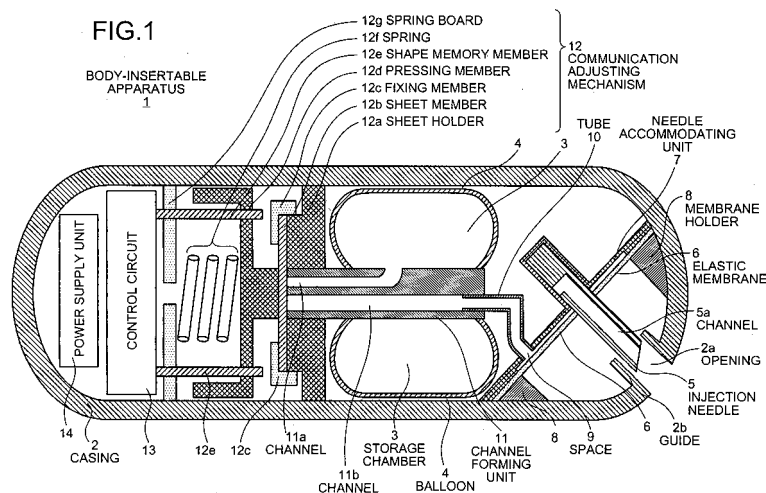 FIG.1
BODY-INSERTABLE
APPARATUS
1
12g SPRING BOARD
12f SPRING
12e SHAPE MEMORY MEMBER
12d PRESSING MEMBER
12c FIXING MEMBER
12b SHEET MEMBER
12a SHEET HOLDER
12
COMMUNICATION
ADJUSTING
MECHANISM
TUBE
10
NEEDLE
ACCOMMODATING
UNIT
7
4
3
8
MEMBRANE
HOLDER
6
ELASTIC
MEMBRANE
5a
CHANNEL
2a
OPENING
5
INJECTION
NEEDLE
POWER SUPPLY UNIT
CONTROL CIRCUIT
14
2
CASING
13
12e
12c
11a
CHANNEL
11b CHANNEL
3
STORAGE
CHAMBER
4
BALLOON
11
CHANNEL
FORMING
UNIT
8
9
SPACE
6
2b
GUIDE